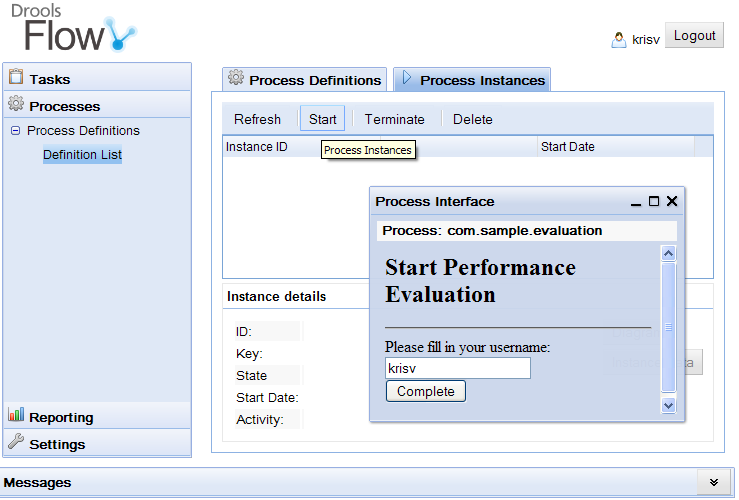 Drools
Flow
krisv Logout
Tasks
Processes
Process Definitions
Definition List
Reporting
Settings
Process Definitions Process Instances
Refresh Start Terminate Delete
Instance ID Start Date
Process Instances
Instance details
ID:
Key:
State
Start Date:
Activity:
Process Interface
Process: com.sample.evaluation
Start Performance
Evaluation
Please fill in your username:
krisv
Complete
Messages